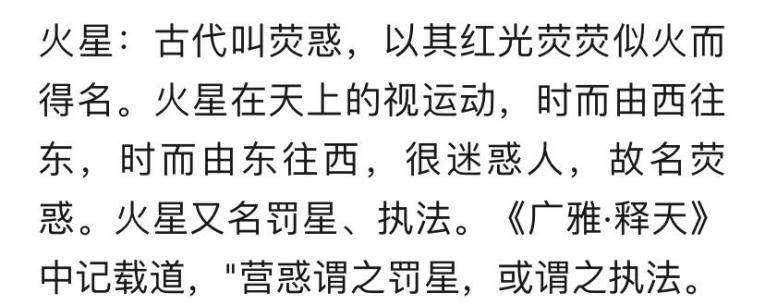 火星：古代叫荧惑，以其红光荧荧似火而
得名。火星在天上的视运动，时而由西往
东，时而由东往西，很迷惑人，故名荧
惑。火星又名罚星、执法。《广雅·释天》
中记载道，"营惑谓之罚星，或谓之执法。